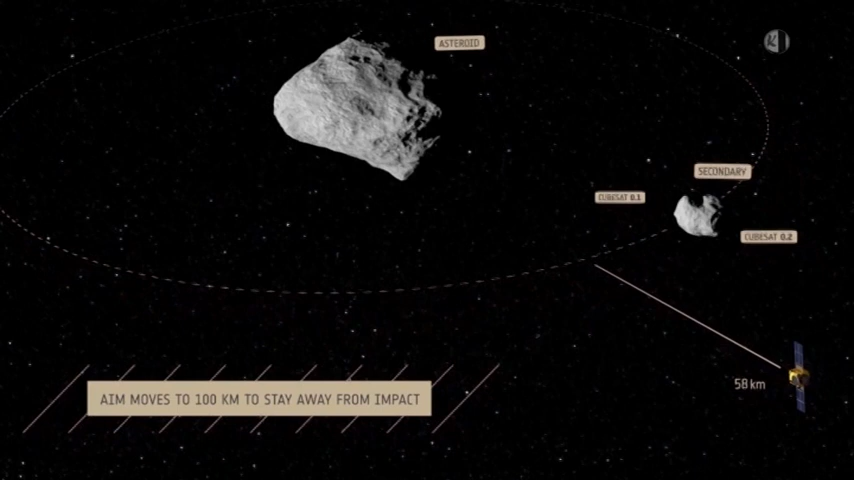 ASTEROID
SECONDARY
CUBESAT 0.1
CUBESAT 0.2
58 km
AIM MOVES TO 100 KM TO STAY AWAY FROM IMPACT